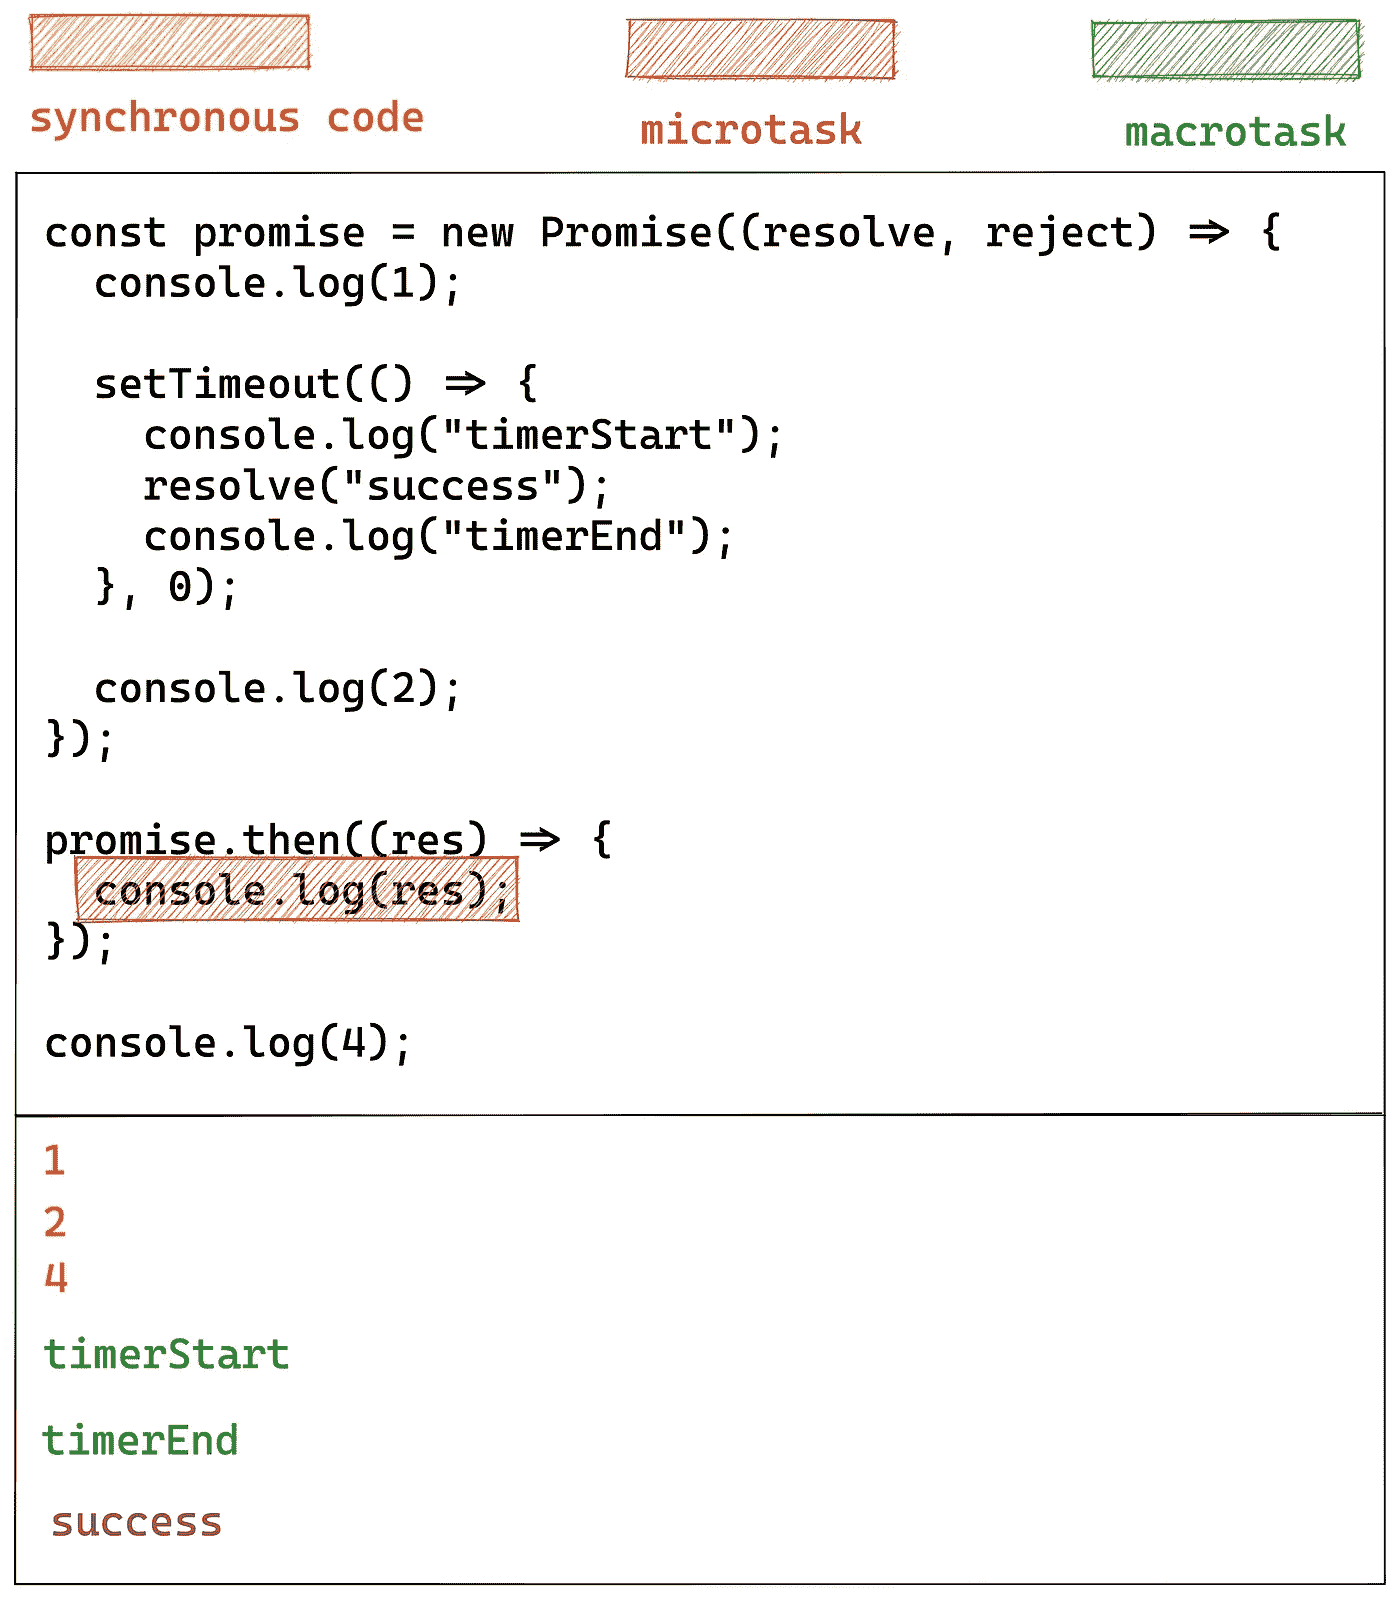 synchronous code
microtask
macrotask
const promise = new Promise((resolve, reject) => {
  console.log(1);
  setTimeout(() => {
    console.log("timerStart");
    resolve("success");
    console.log("timerEnd");
  }, 0);
  console.log(2);
});
promise.then((res) => {
  console.log(res);
});
console.log(4);
1
2
4
timerStart
timerEnd
success